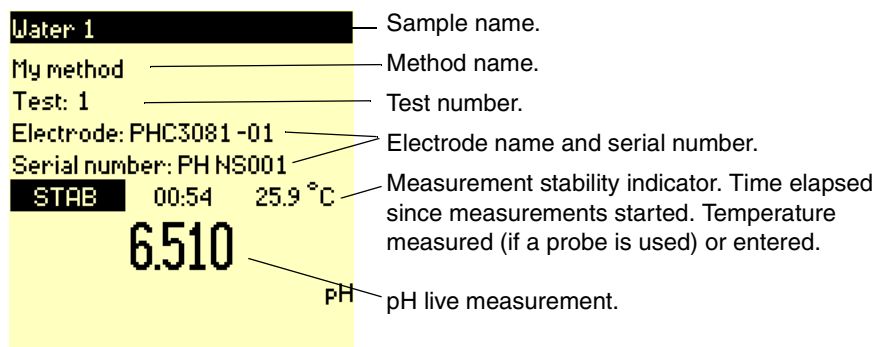 Water 1
Sample name.
My method
Method name.
Test: 1
Test number.
Electrode: PHC3081-01
Serial number: PH NS001
Electrode name and serial number.
STAB 00:54 25.9 °C
Measurement stability indicator. Time elapsed
since measurements started. Temperature
measured (if a probe is used) or entered.
6.510
pH
pH live measurement.